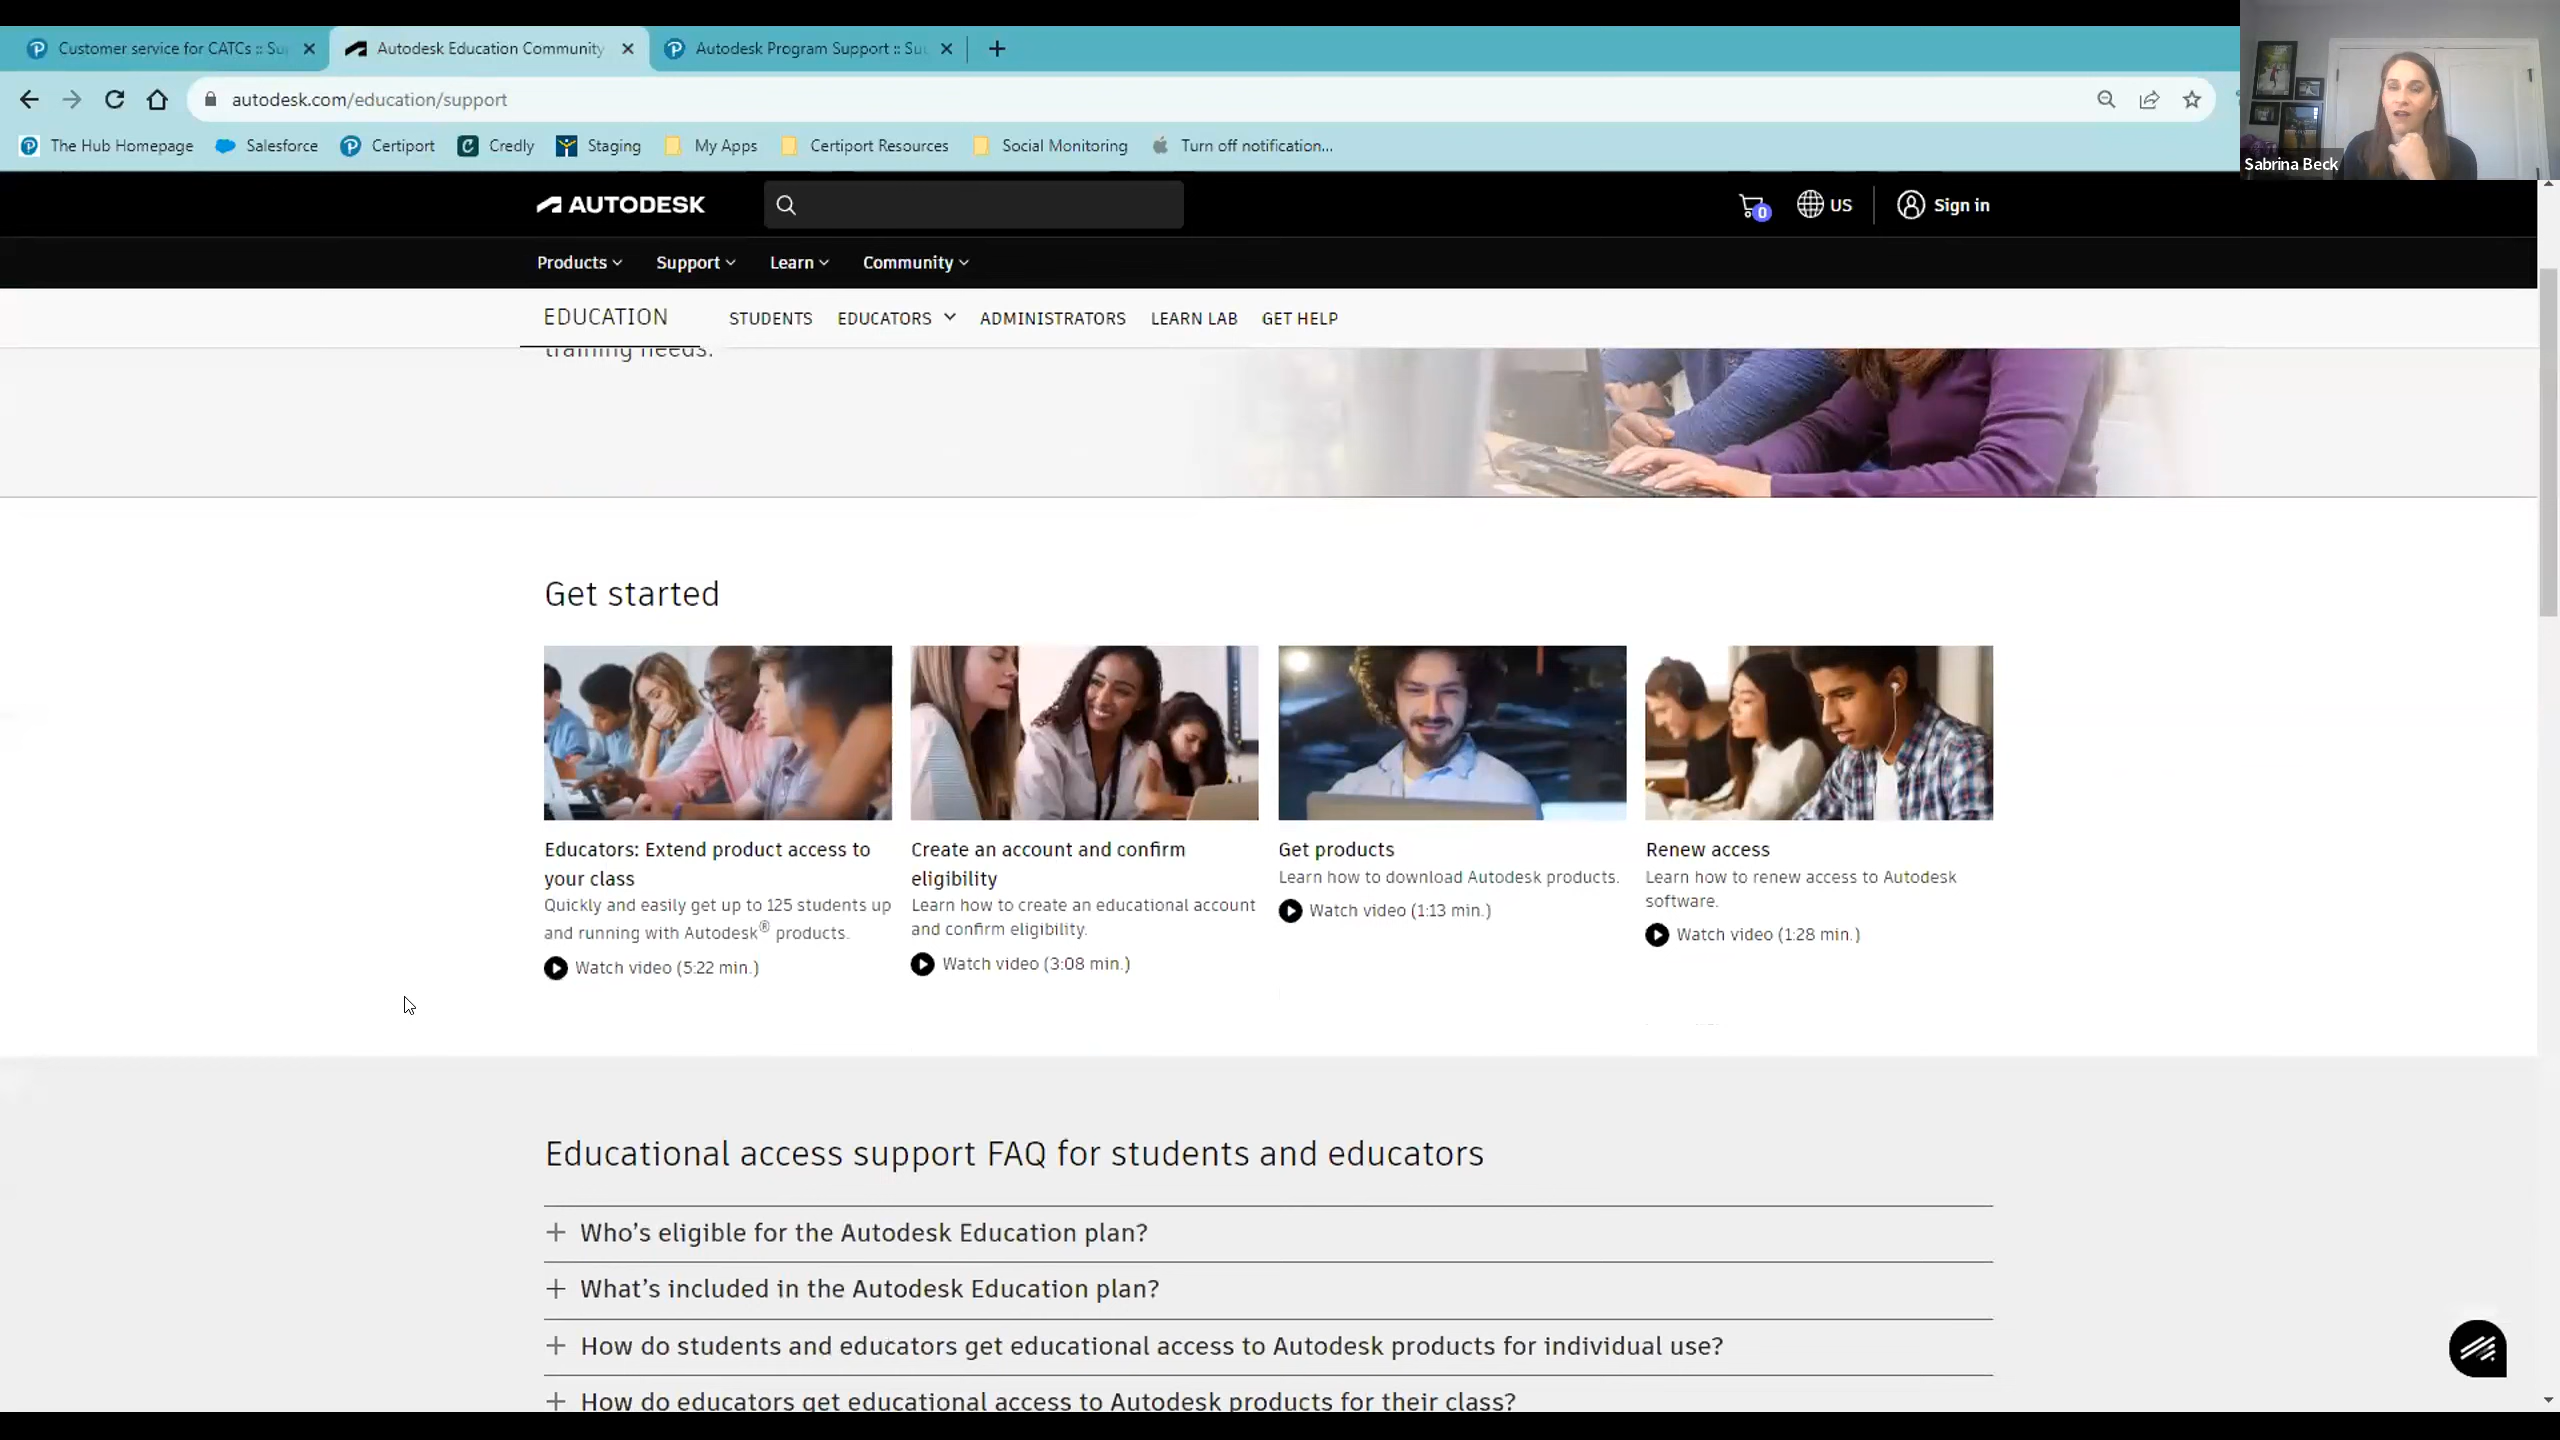 Customer service for CATCs :: Su
Autodesk Education Community
Autodesk Program Support :: Su
autodesk.com/education/support
The Hub Homepage
Salesforce
Certiport
Credly
Staging
My Apps
Certiport Resources
Social Monitoring
Turn off notification...
Sabrina Beck
AUTODESK
0
US
Sign in
Products
Support
Learn
Community
EDUCATION
STUDENTS
EDUCATORS
ADMINISTRATORS
LEARN LAB
GET HELP
training needs.
Get started
Educators: Extend product access to
your class
Quickly and easily get up to 125 students up
and running with Autodesk® products.
Watch video (5:22 min.)
Create an account and confirm
eligibility
Learn how to create an educational account
and confirm eligibility.
Watch video (3:08 min.)
Get products
Learn how to download Autodesk products.
Watch video (1:13 min.)
Renew access
Learn how to renew access to Autodesk
software.
Watch video (1:28 min.)
Educational access support FAQ for students and educators
Who's eligible for the Autodesk Education plan?
What's included in the Autodesk Education plan?
How do students and educators get educational access to Autodesk products for individual use?
How do educators get educational access to Autodesk products for their class?